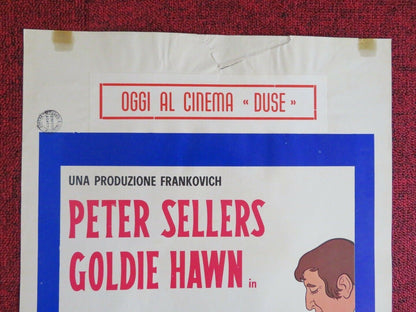 OGGI AL CINEMA « DUSE »
UNA PRODUZIONE FRANKOVICH
PETER SELLERS
GOLDIE HAWN in